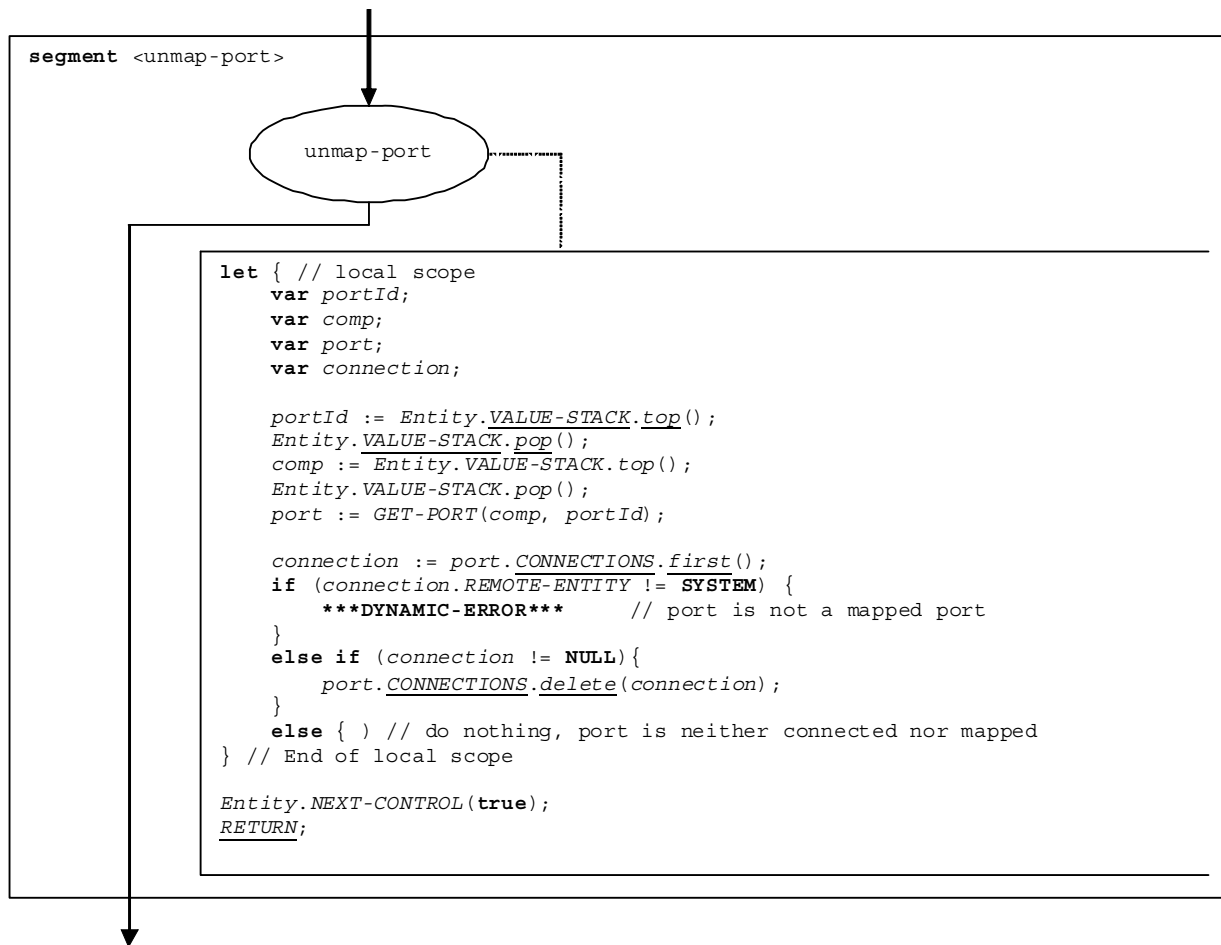 segment <unmap-port>
unmap-port
let { // local scope
var portId;
var comp;
var port;
var connection;
portId := Entity.VALUE-STACK.top();
Entity.VALUE-STACK.pop();
comp := Entity.VALUE-STACK.top();
Entity.VALUE-STACK.pop();
port := GET-PORT(comp, portId);
connection := port.CONNECTIONS.first();
if (connection.REMOTE-ENTITY != SYSTEM) {
***DYNAMIC-ERROR*** // port is not a mapped port
}
else if (connection != NULL){
port.CONNECTIONS.delete(connection);
}
else { ) // do nothing, port is neither connected nor mapped
} // End of local scope
Entity.NEXT-CONTROL(true);
RETURN;